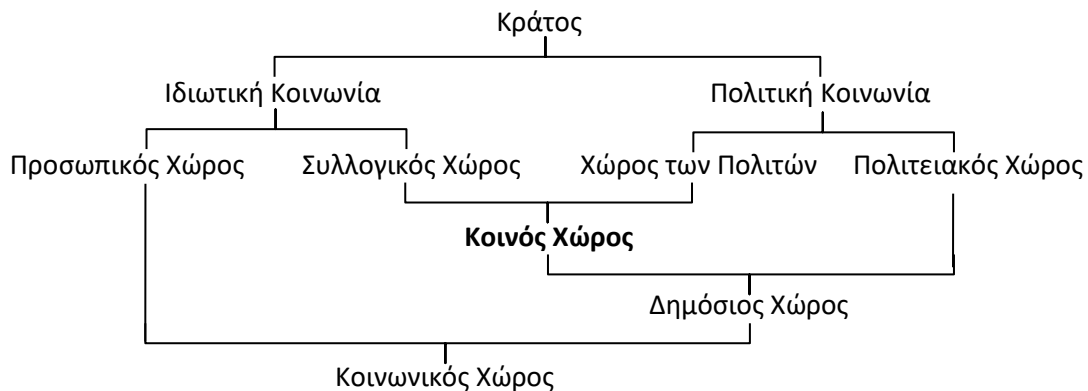 Κράτος
Ιδιωτική Κοινωνία Πολιτική Κοινωνία
Προσωπικός Χώρος Συλλογικός Χώρος Χώρος των Πολιτών Πολιτειακός Χώρος
Κοινός Χώρος
Δημόσιος Χώρος
Κοινωνικός Χώρος